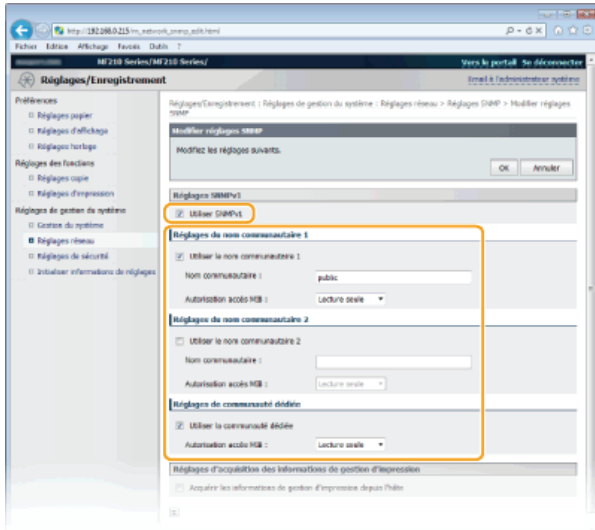 http://192.168.0.215/m_network_snmp_edit.html
Fichier Edition Affichage Favoris Outils ?
MF210 Series/MF210 Series/
Vers le portail Se déconnecter
Réglages/Enregistrement
Email à l'administrateur système
Préférences
Réglages papier
Réglages d'affichage
Réglages horloge
Réglages des fonctions
Réglages copie
Réglages d'impression
Réglages de gestion du système
Gestion du système
Réglages réseau
Réglages de sécurité
Initialiser informations de réglages
Réglages/Enregistrement : Réglages de gestion du système : Réglages réseau > Réglages SNMP > Modifier réglages
SNMP
Modifier réglages SNMP
Modifiez les réglages suivants.
OK Annuler
Réglages SNMPv1
Utiliser SNMPv1
Réglages du nom communautaire 1
Utiliser le nom communautaire 1
Nom communautaire : public
Autorisation accès MIB : Lecture seule
Réglages du nom communautaire 2
Utiliser le nom communautaire 2
Nom communautaire :
Autorisation accès MIB : Lecture seule
Réglages de communauté dédiée
Utiliser la communauté dédiée
Autorisation accès MIB : Lecture seule
Réglages d'acquisition des informations de gestion d'impression
Acquérir les informations de gestion d'impression depuis l'hôte